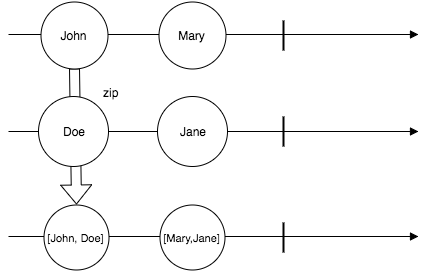 John
Mary
zip
Doe
Jane
[John, Doe]
[Mary,Jane]